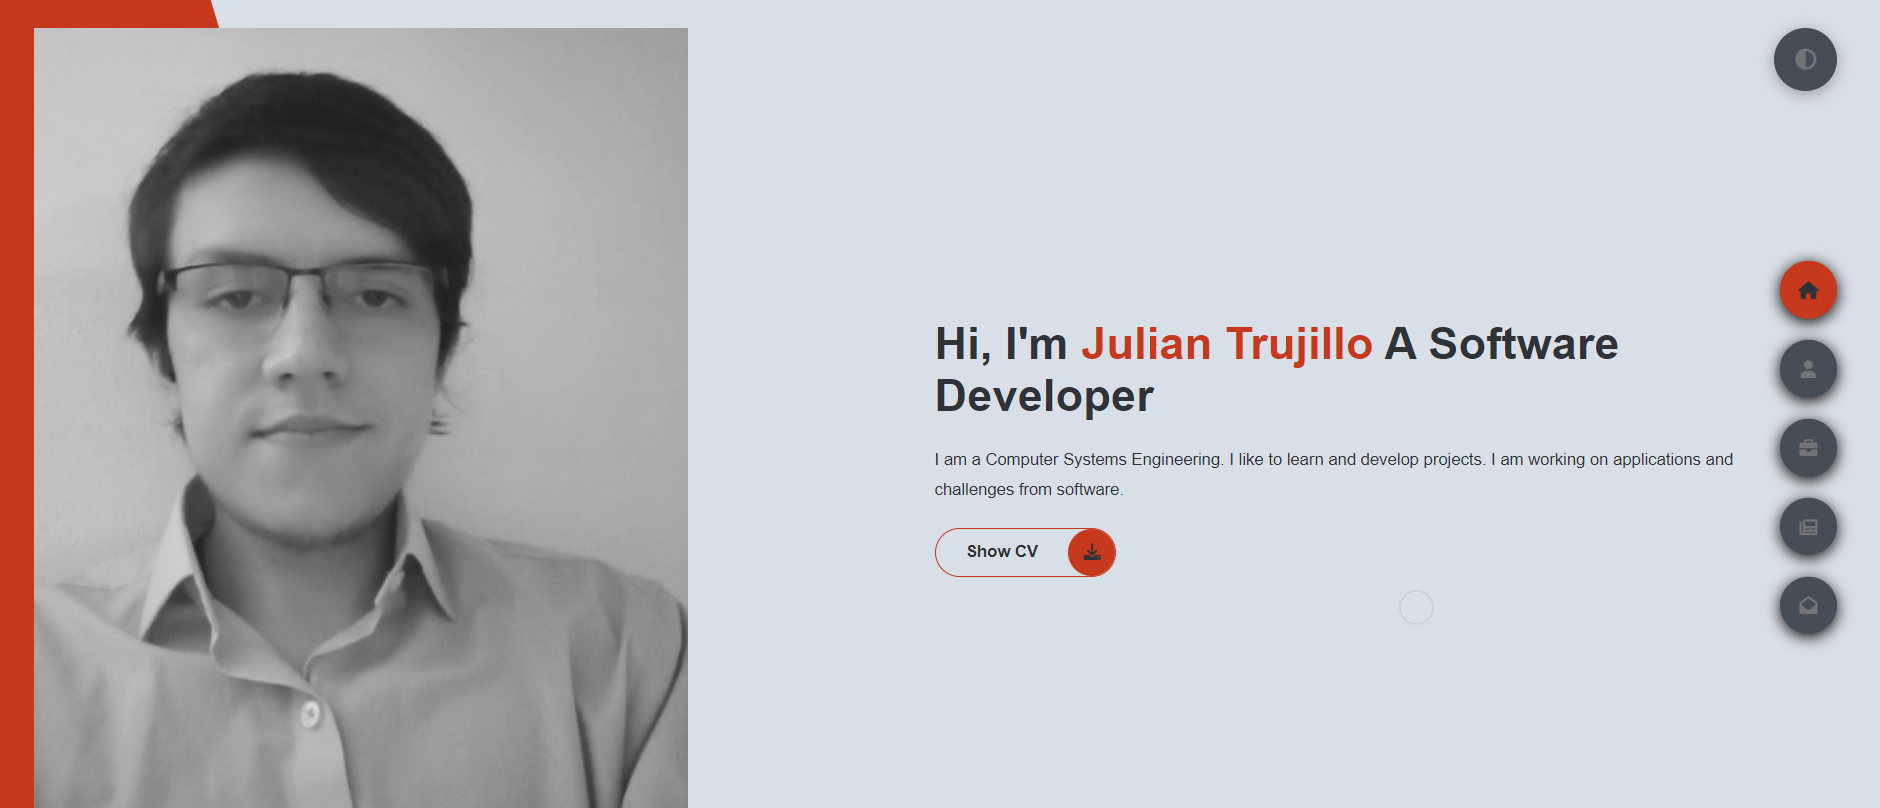 Hi, I'm Julian Trujillo A Software
Developer
I am a Computer Systems Engineering. I like to learn and develop projects. I am working on applications and
challenges from software.
Show CV